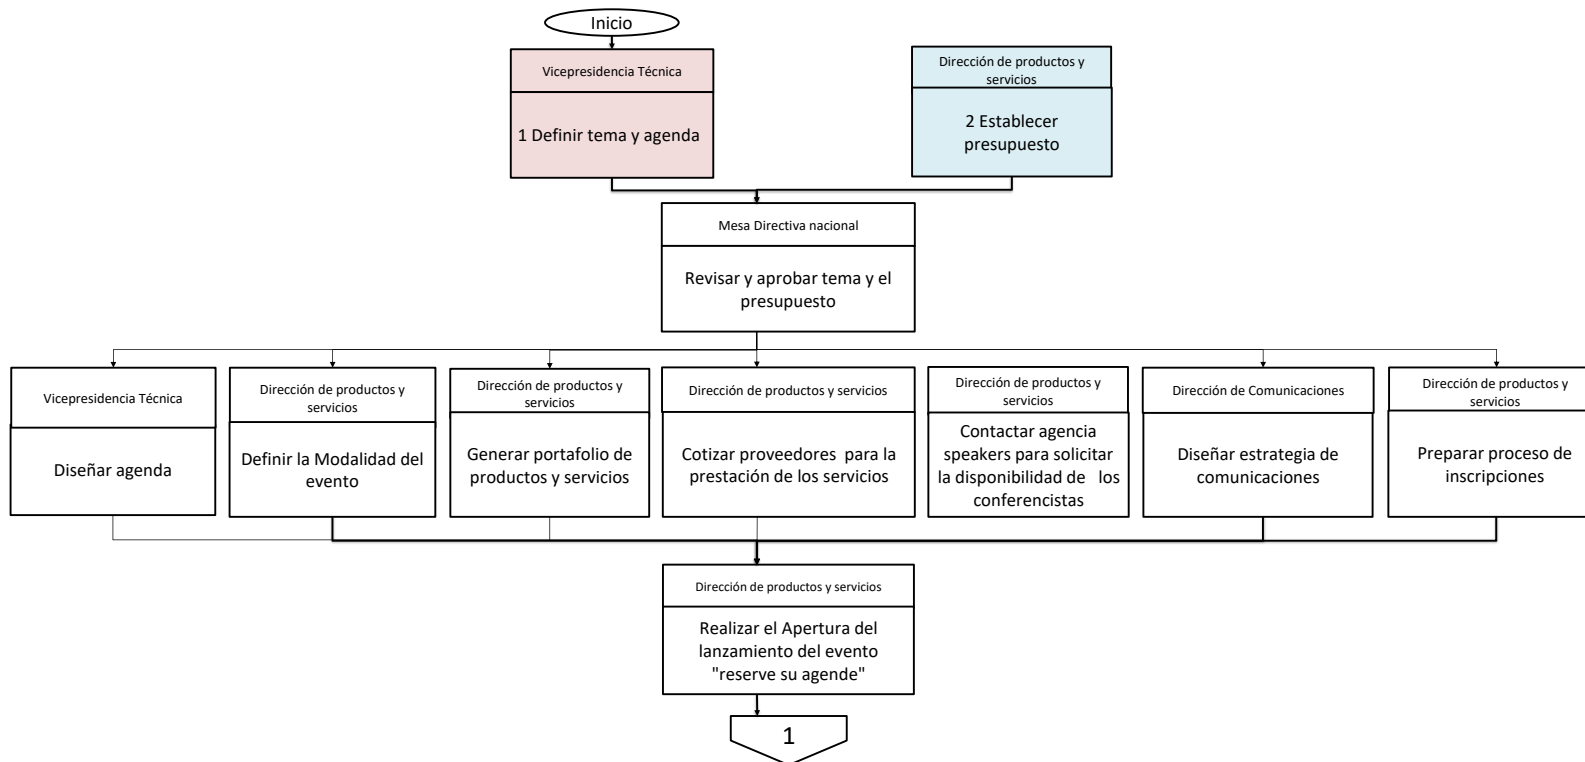 Inicio
Vicepresidencia Técnica
1 Definir tema y agenda
Dirección de productos y
servicios
2 Establecer
presupuesto
Mesa Directiva nacional
Revisar y aprobar tema y el
presupuesto
Vicepresidencia Técnica
Diseñar agenda
Dirección de productos y
servicios
Definir la Modalidad del
evento
Dirección de productos y
servicios
Generar portafolio de
productos y servicios
Dirección de productos y servicios
Cotizar proveedores para la
prestación de los servicios
Dirección de productos y
servicios
Contactar agencia
speakers para solicitar
la disponibilidad de los
conferencistas
Dirección de Comunicaciones
Diseñar estrategia de
comunicaciones
Dirección de productos y
servicios
Preparar proceso de
inscripciones
Dirección de productos y servicios
Realizar el Apertura del
lanzamiento del evento
"reserve su agende"
1